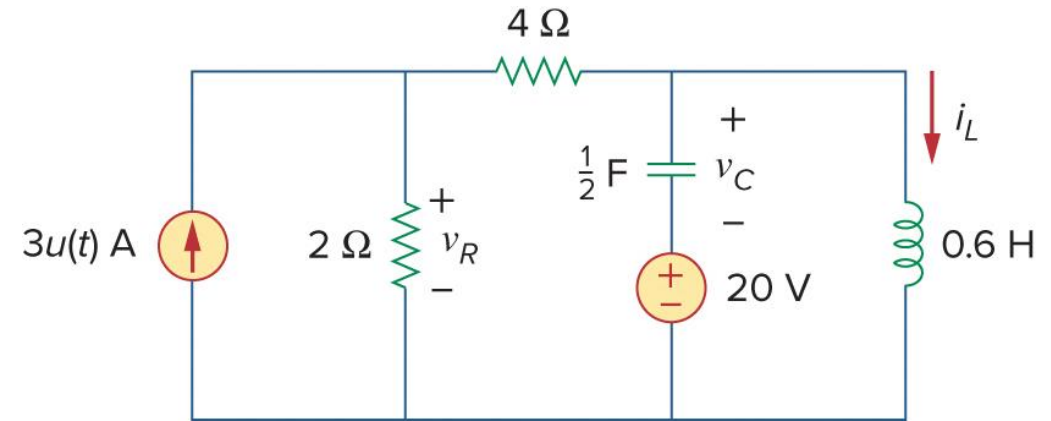 4 Ω
3u(t) A
2 Ω
+
v_R
−
½ F
+
v_C
−
+
−
20 V
i_L
0.6 H